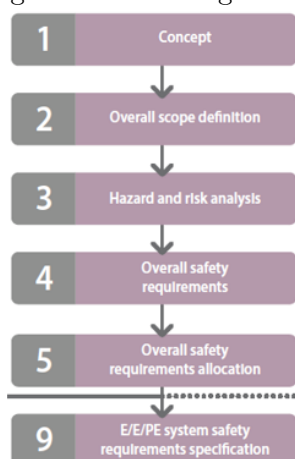 1
Concept
2
Overall scope definition
3
Hazard and risk analysis
4
Overall safety
requirements
5
Overall safety
requirements allocation
9
E/E/PE system safety
requirements specification